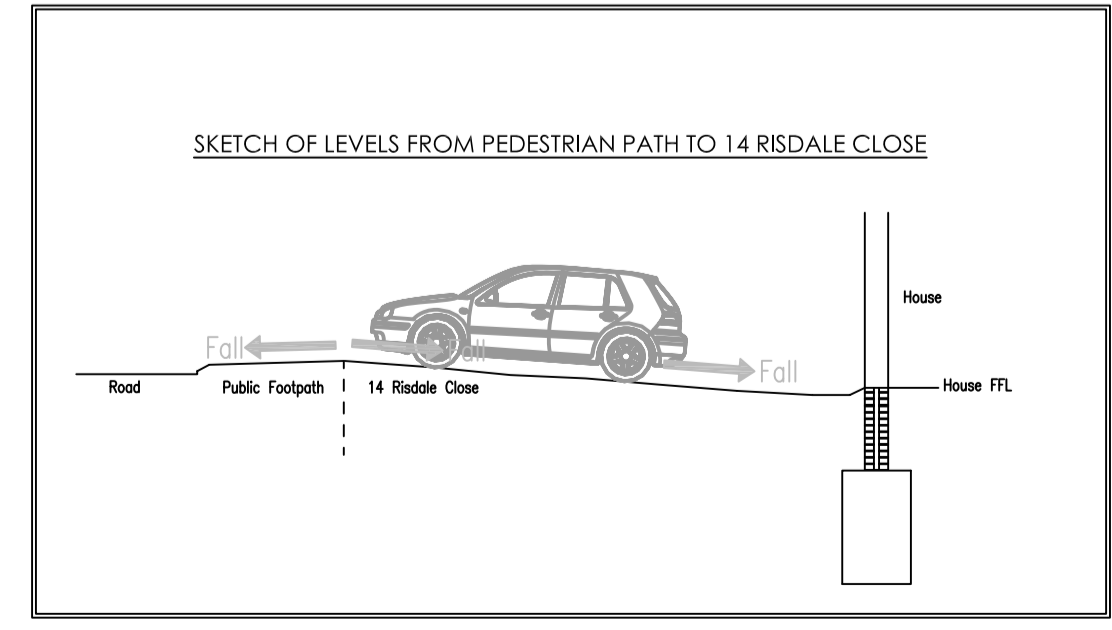 SKETCH OF LEVELS FROM PEDESTRIAN PATH TO 14 RISDALE CLOSE
House
Fall
Fall
Fall
Road
Public Footpath
14 Risdale Close
House FFL